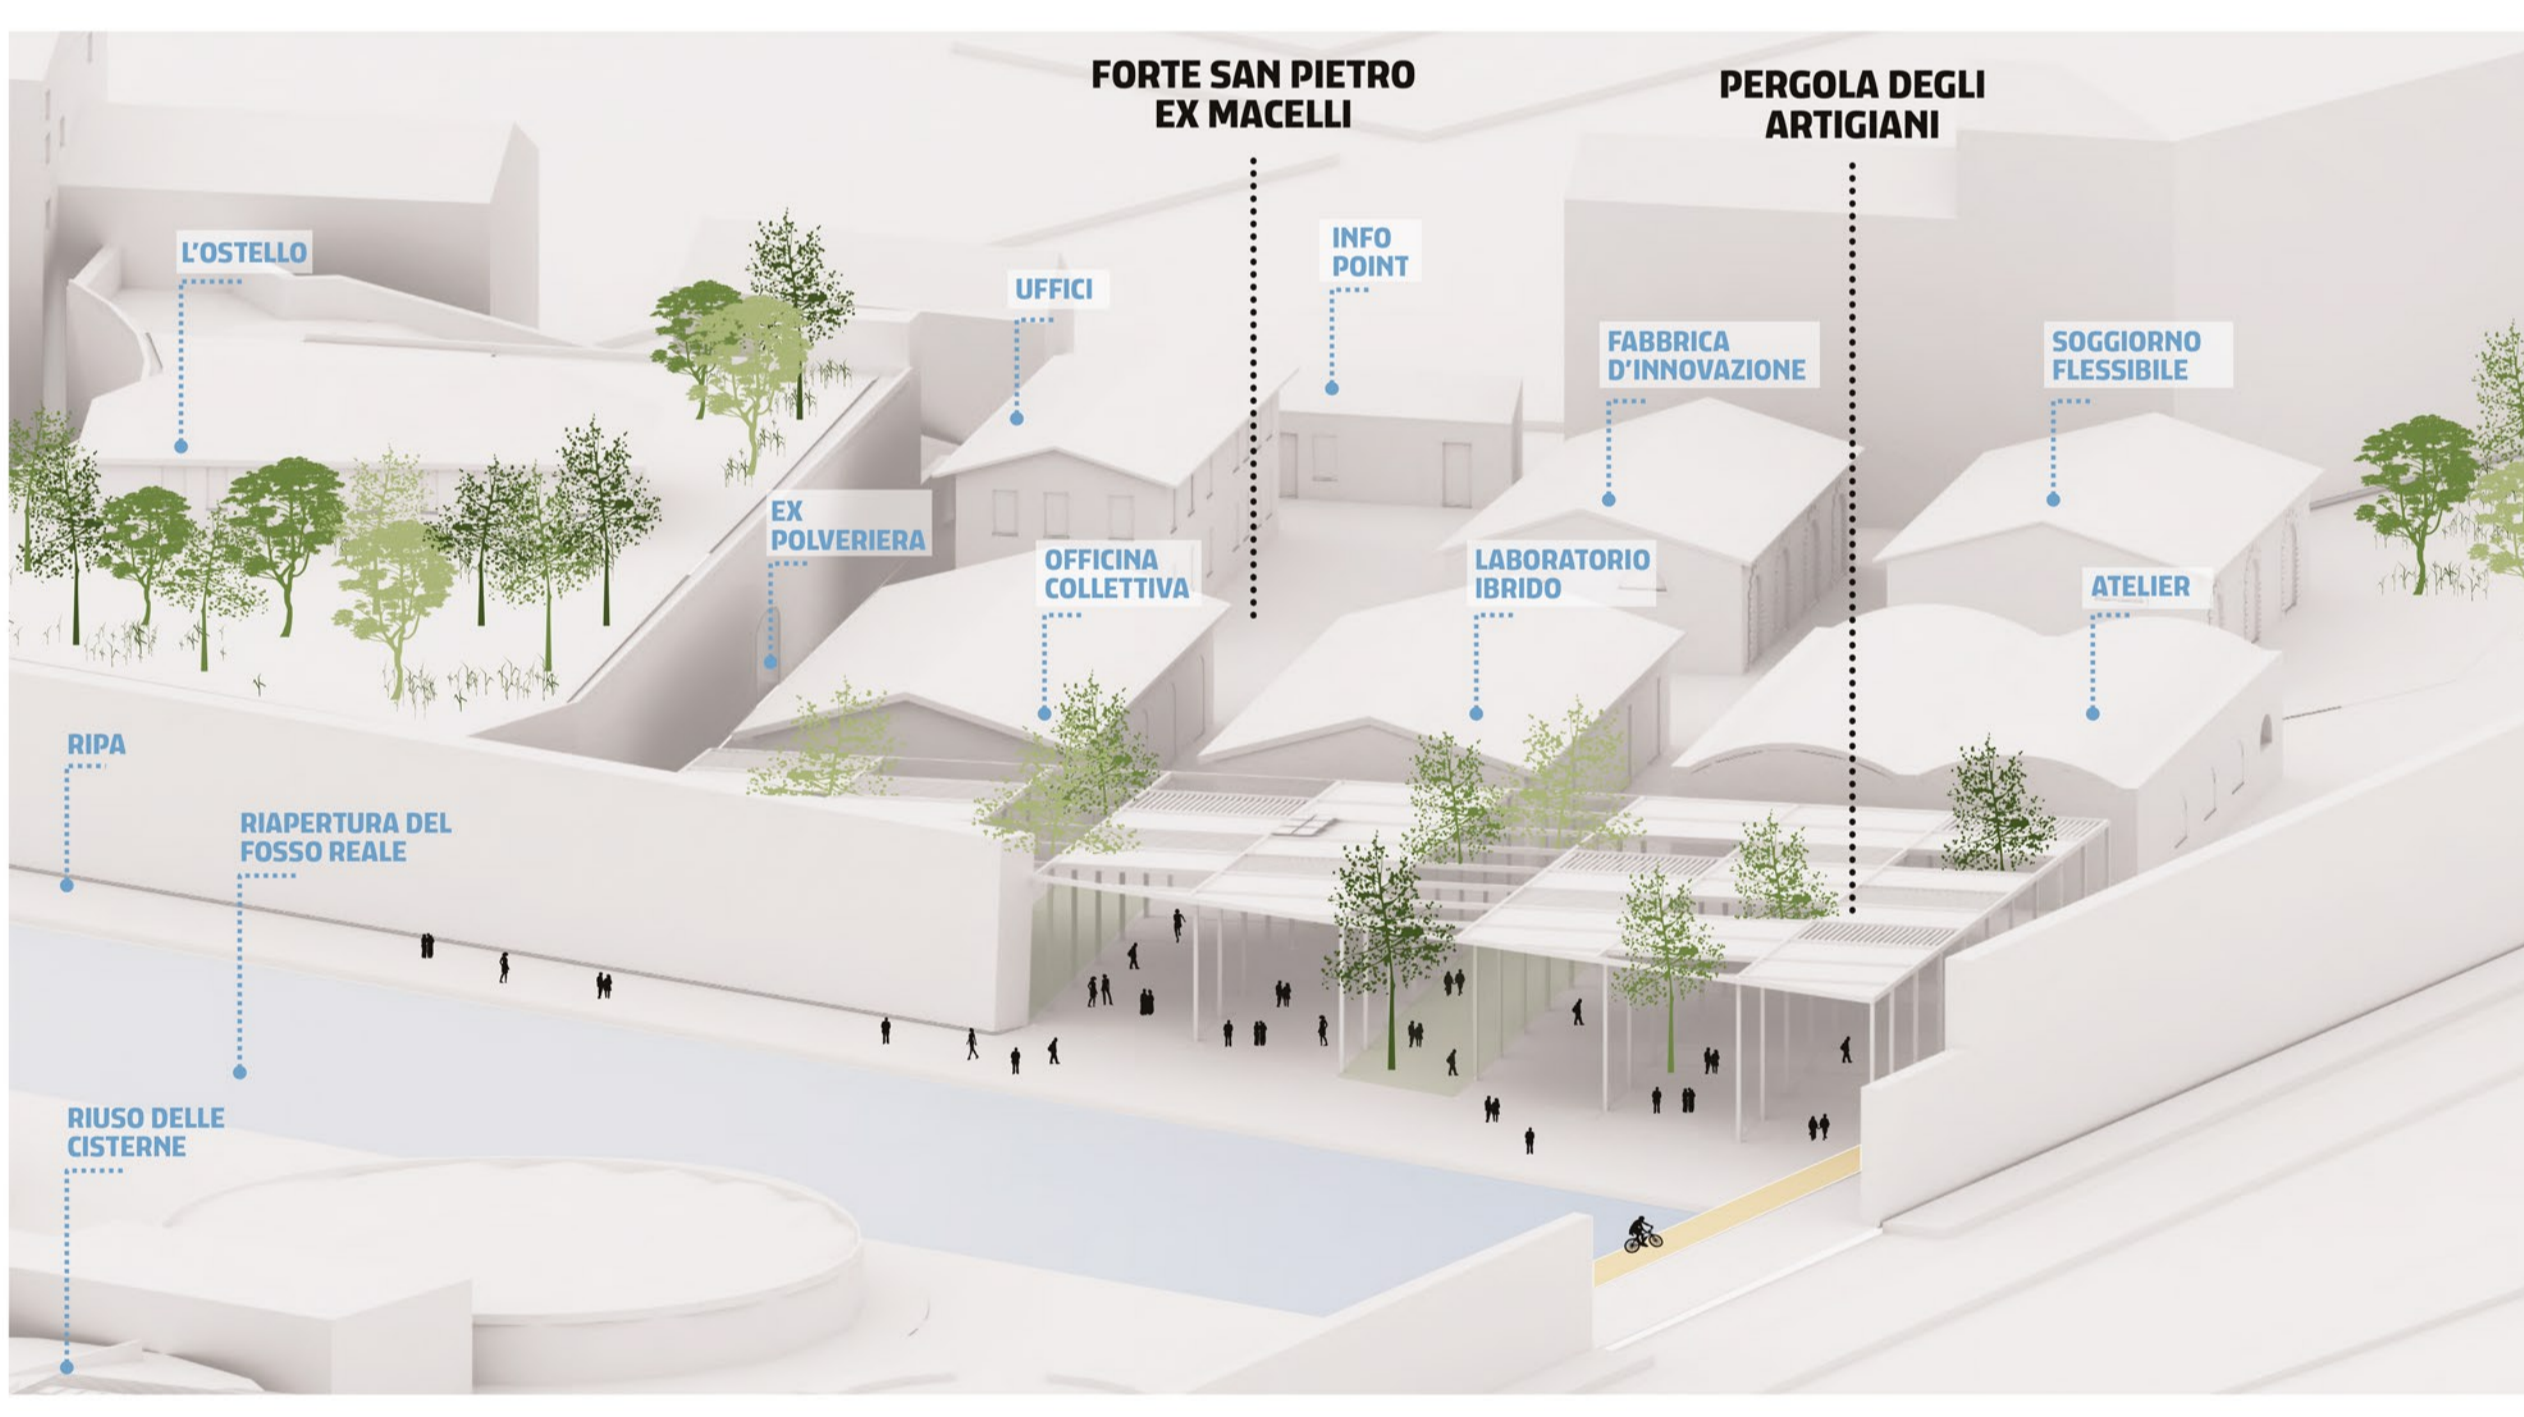 FORTE SAN PIETRO
EX MACELLI
PERGOLA DEGLI
ARTIGIANI
L'OSTELLO
UFFICI
INFO
POINT
FABBRICA
D'INNOVAZIONE
SOGGIORNO
FLESSIBILE
EX
POLVERIERA
OFFICINA
COLLETTIVA
LABORATORIO
IBRIDO
ATELIER
RIPA
RIAPERTURA DEL
FOSSO REALE
RIUSO DELLE
CISTERNE